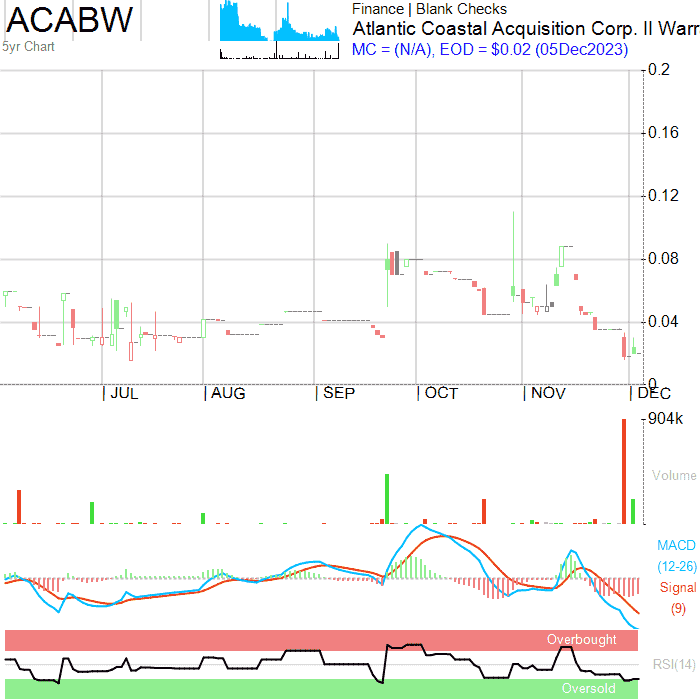 ACABW
5yr Chart
Finance | Blank Checks
Atlantic Coastal Acquisition Corp. II Warr
MC = (N/A), EOD = $0.02 (05Dec2023)
0.2
0.16
0.12
0.08
0.04
0
| JUL | AUG | SEP | OCT | NOV | DEC
904k
Volume
MACD
(12-26)
Signal
(9)
Overbought
RSI(14)
Oversold